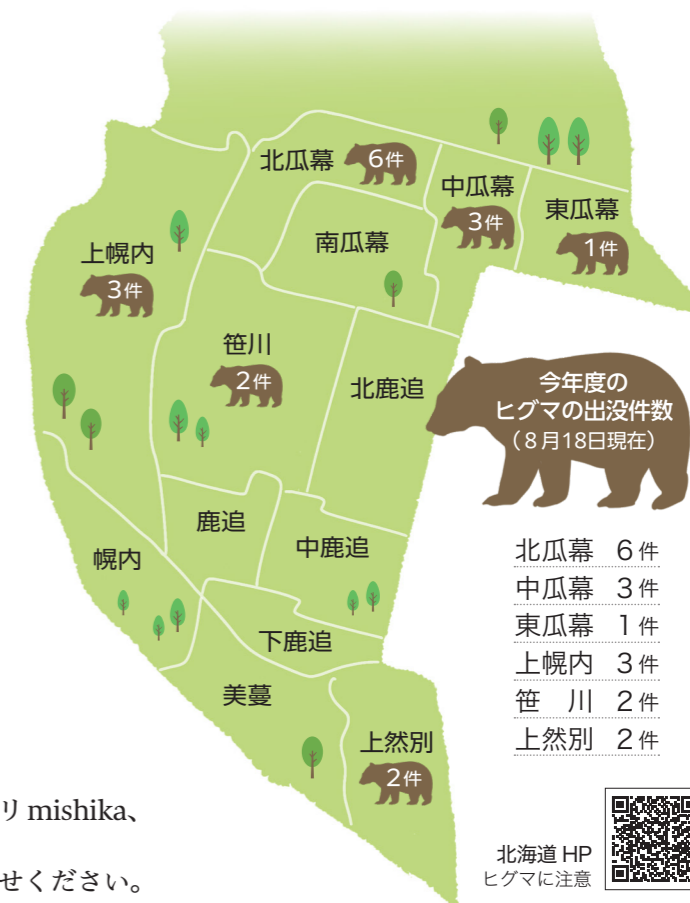 北瓜幕
6件
中瓜幕
3件
東瓜幕
1件
南瓜幕
上幌内
3件
笹川
2件
北鹿追
今年度の
ヒグマの出没件数
（8月18日現在）
鹿追
中鹿追
幌内
下鹿追
美蔓
上然別
2件
北瓜幕 6件
中瓜幕 3件
東瓜幕 1件
上幌内 3件
笹　川 2件
上然別 2件
リ mishika、
せください。
北海道 HP
ヒグマに注意